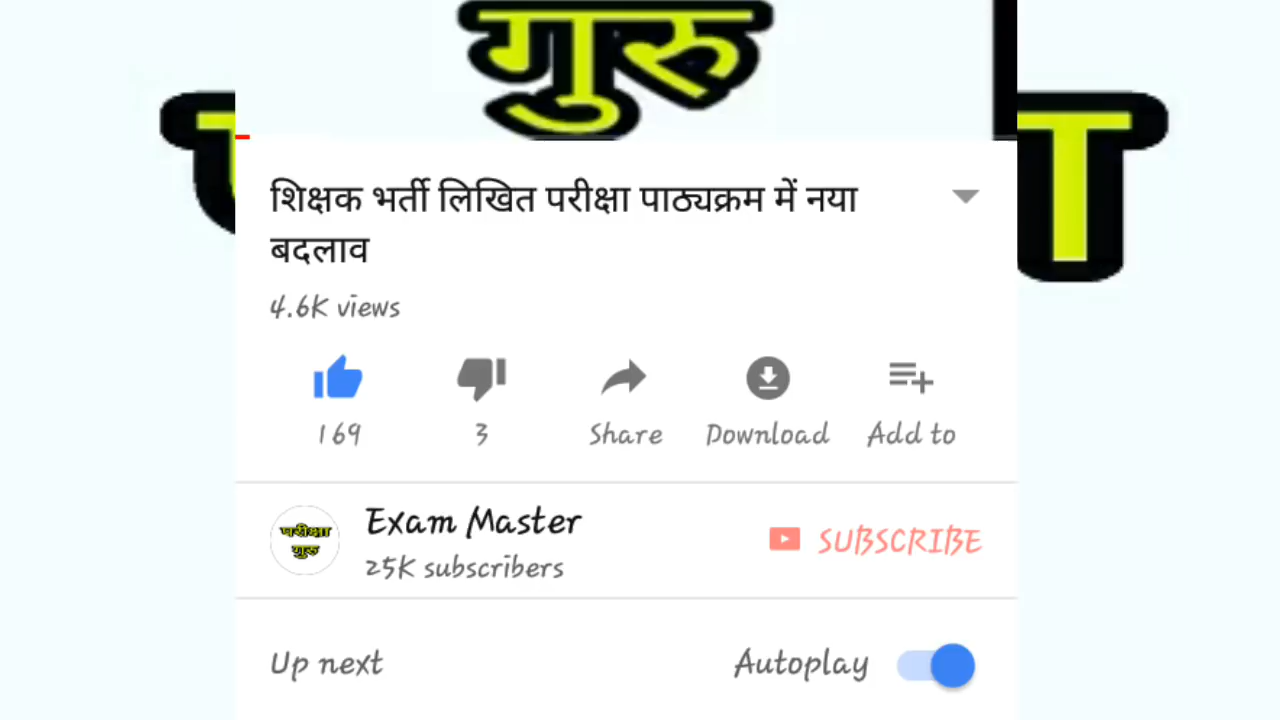 गुरु
शिक्षक भर्ती लिखित परीक्षा पाठ्यक्रम में नया
बदलाव
4.6K views
169 3 Share Download Add to
परीक्षा
गुरु
Exam Master
25K subscribers
SUBSCRIBE
Up next Autoplay